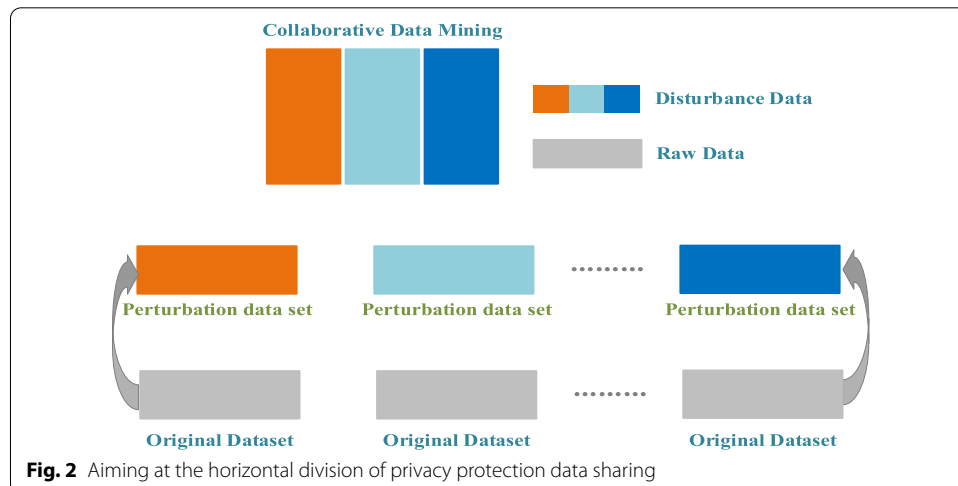 Collaborative Data Mining
Disturbance Data
Raw Data
Perturbation data set
Perturbation data set
Perturbation data set
Original Dataset
Original Dataset
Original Dataset
Fig. 2 Aiming at the horizontal division of privacy protection data sharing